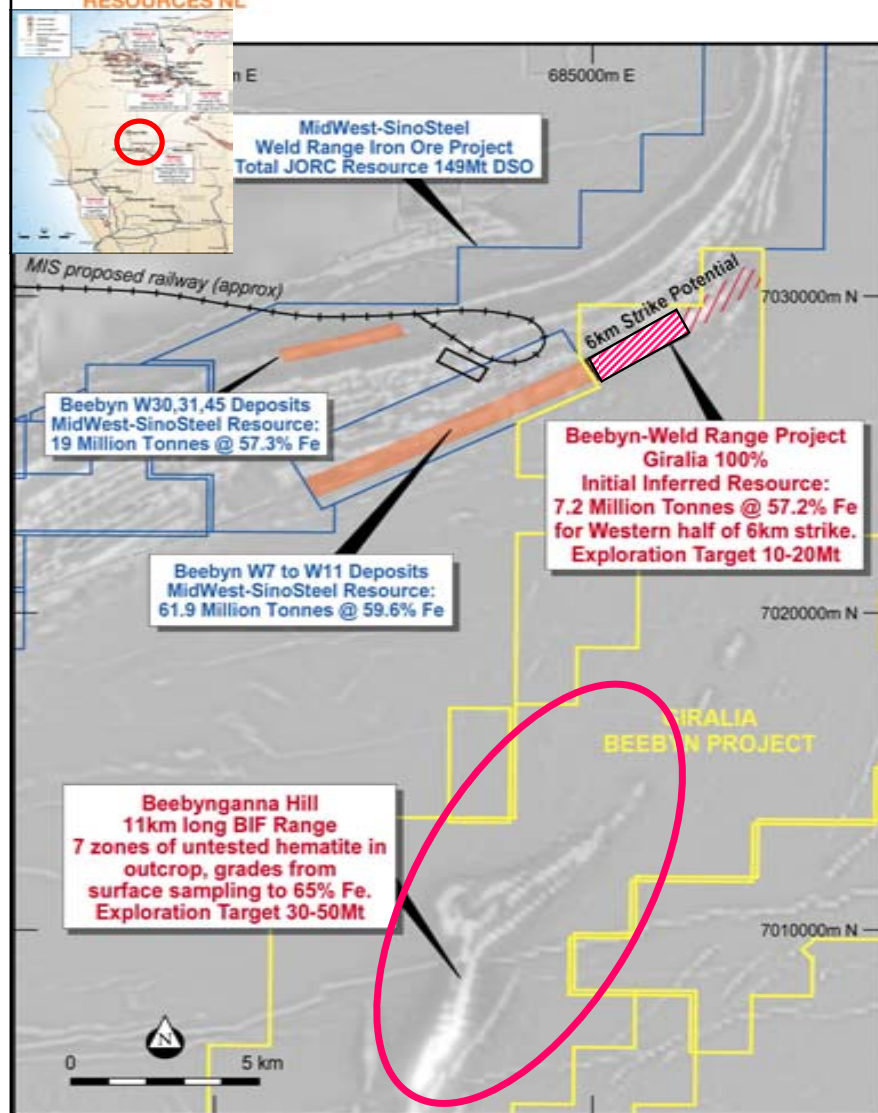 RESOURCES NL
m E
685000m E
MidWest-SinoSteel
Weld Range Iron Ore Project
Total JORC Resource 149Mt DSO
MIS proposed railway (approx)
6km Strike Potential
7030000m N
Beebyn W30,31,45 Deposits
MidWest-SinoSteel Resource:
19 Million Tonnes @ 57.3% Fe
Beebyn-Weld Range Project
Giralia 100%
Initial Inferred Resource:
7.2 Million Tonnes @ 57.2% Fe
for Western half of 6km strike.
Exploration Target 10-20Mt
Beebyn W7 to W11 Deposits
MidWest-SinoSteel Resource:
61.9 Million Tonnes @ 59.6% Fe
7020000m N
GIRALIA
BEEBYN PROJECT
Beebynganna Hill
11km long BIF Range
7 zones of untested hematite in
outcrop, grades from
surface sampling to 65% Fe.
Exploration Target 30-50Mt
7010000m N
N
0 5 km